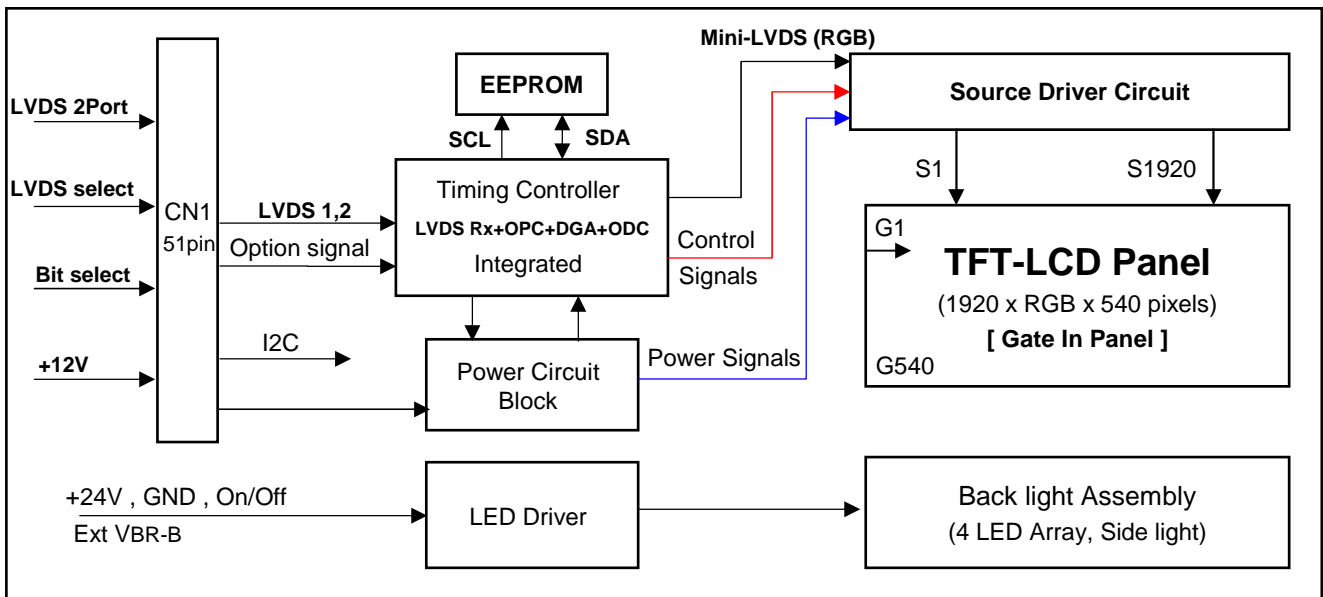 Mini-LVDS (RGB)
EEPROM
Source Driver Circuit
LVDS 2Port
SCL
SDA
S1
S1920
LVDS select
CN1
51pin
LVDS 1,2
Option signal
Timing Controller
LVDS Rx+OPC+DGA+ODC
Integrated
Control
Signals
G1
TFT-LCD Panel
(1920 x RGB x 540 pixels)
[ Gate In Panel ]
G540
Bit select
I2C
+12V
Power Circuit
Block
Power Signals
+24V , GND , On/Off
Ext VBR-B
LED Driver
Back light Assembly
(4 LED Array, Side light)